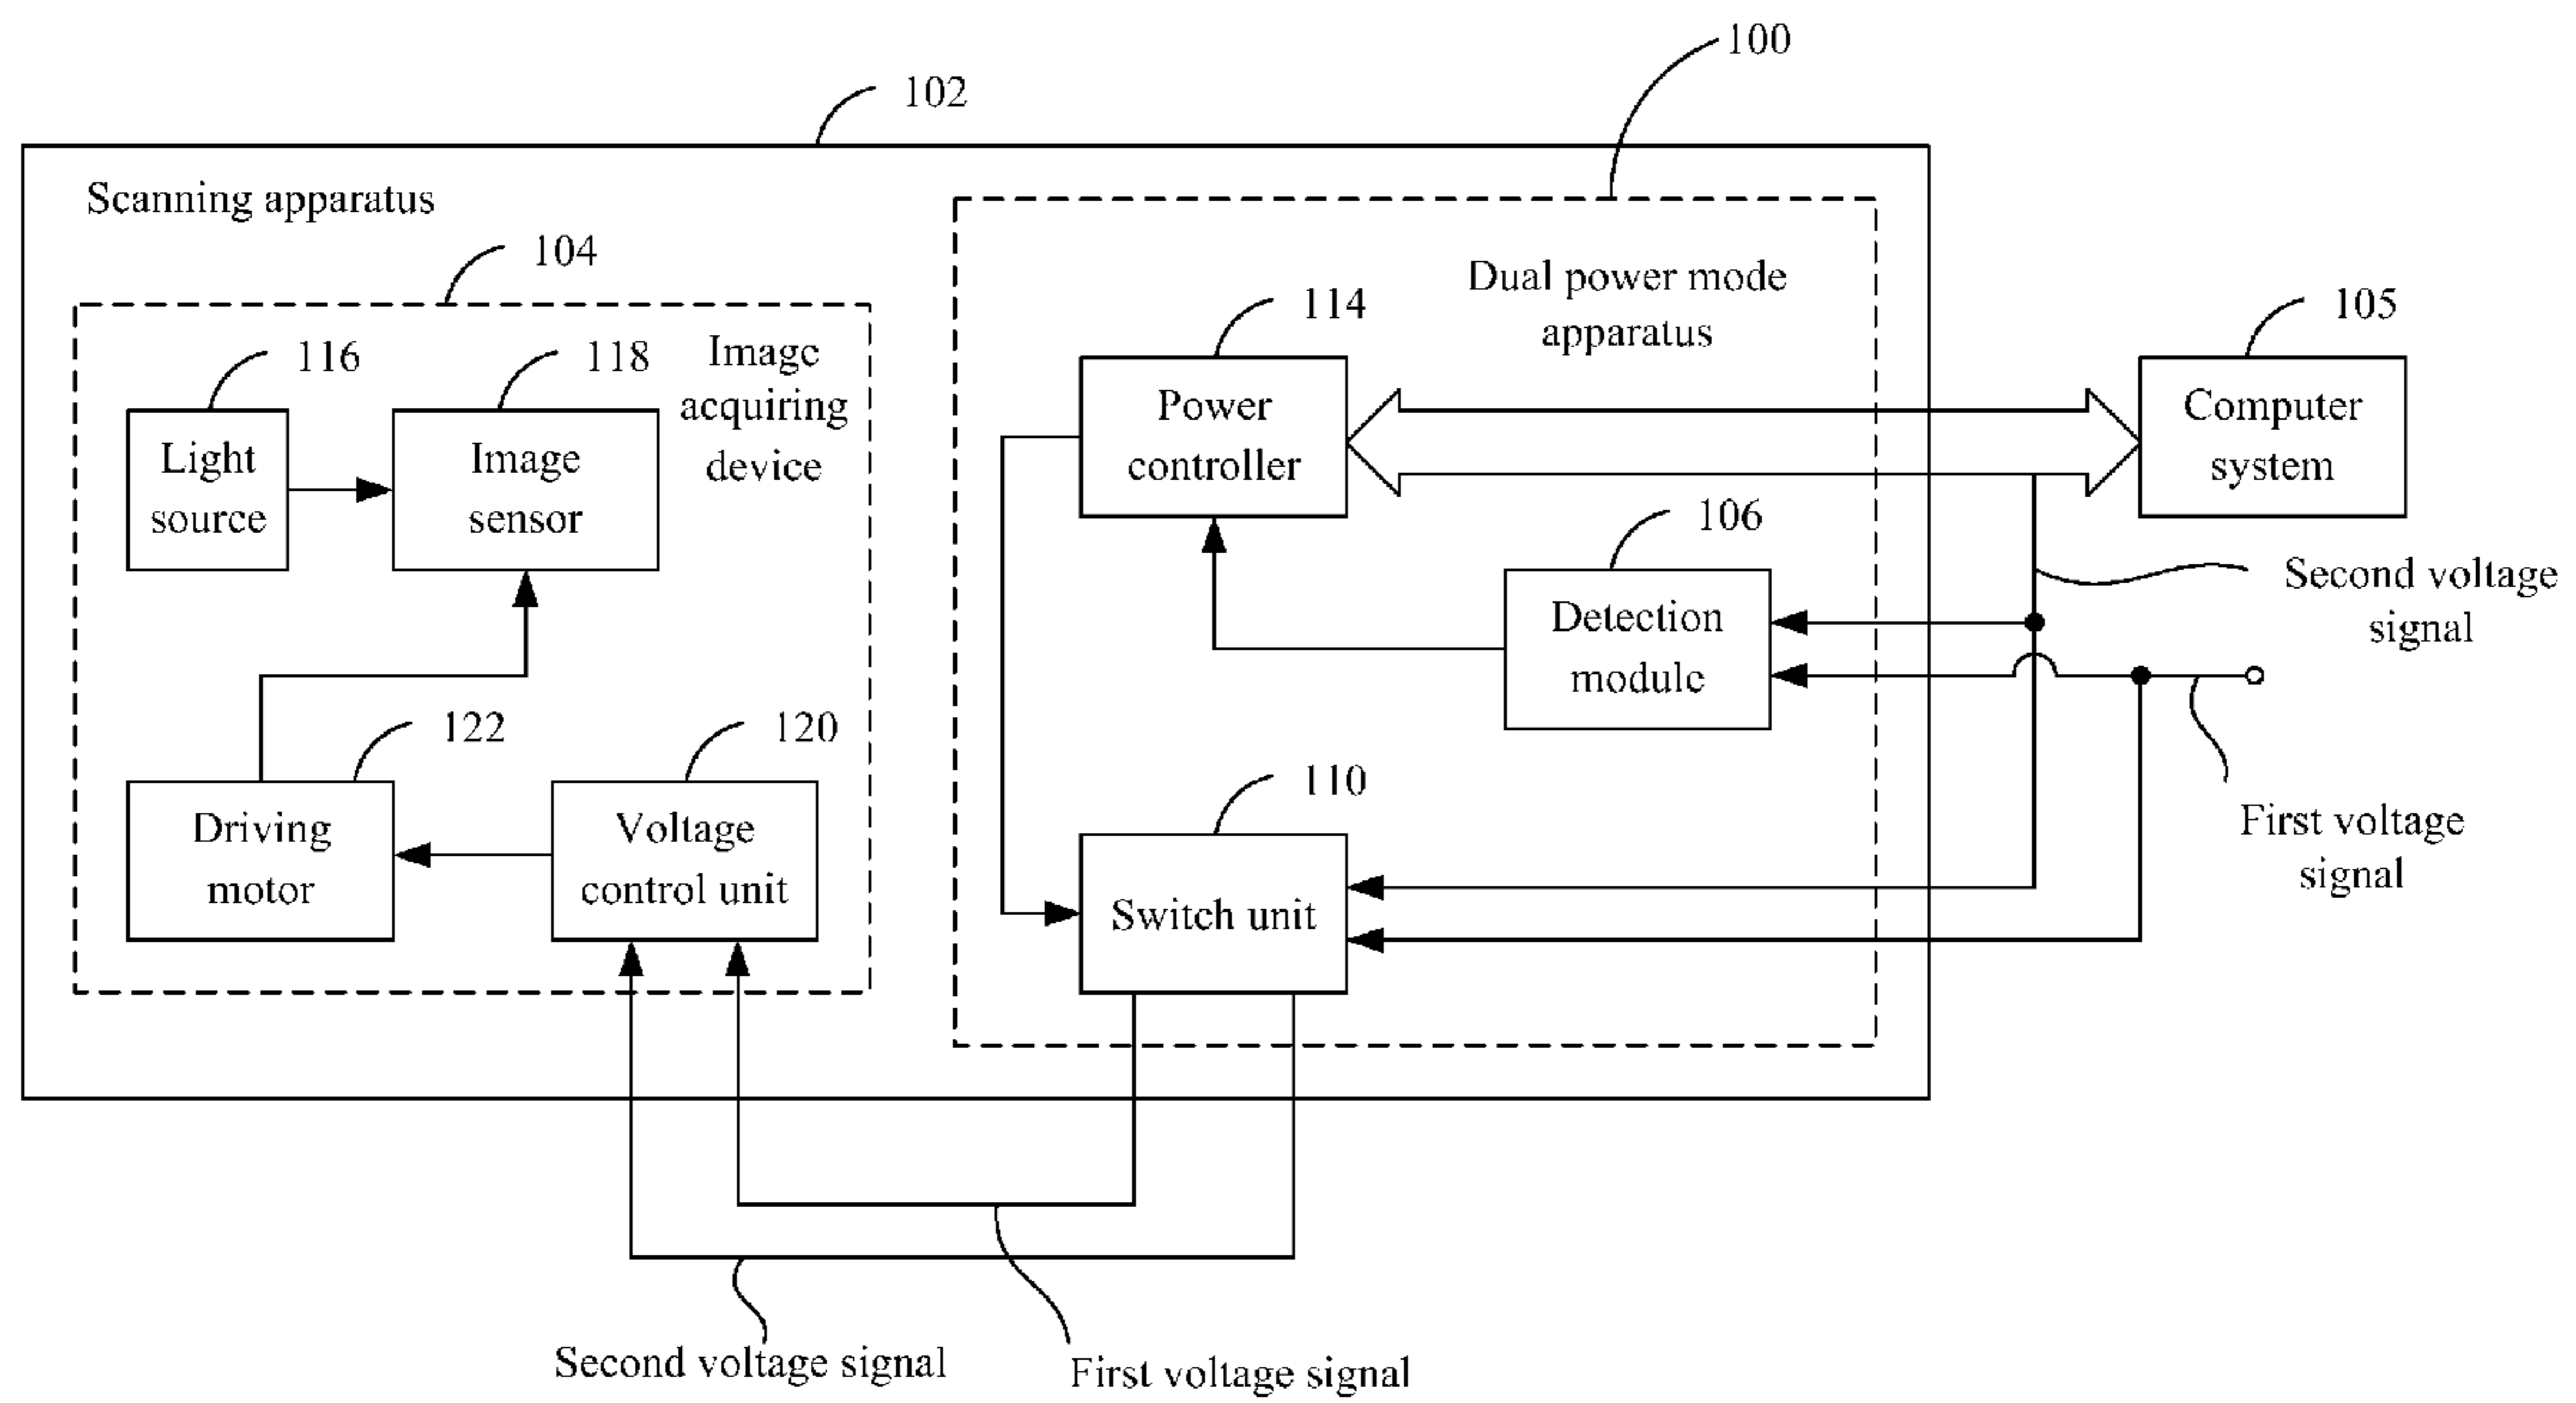 100
102
Scanning apparatus
104
Dual power mode
apparatus
114
105
116
118
Image
acquiring
device
Light
source
Image
sensor
Power
controller
Computer
system
106
Second voltage
signal
Detection
module
122
120
110
First voltage
signal
Driving
motor
Voltage
control unit
Switch unit
Second voltage signal
First voltage signal